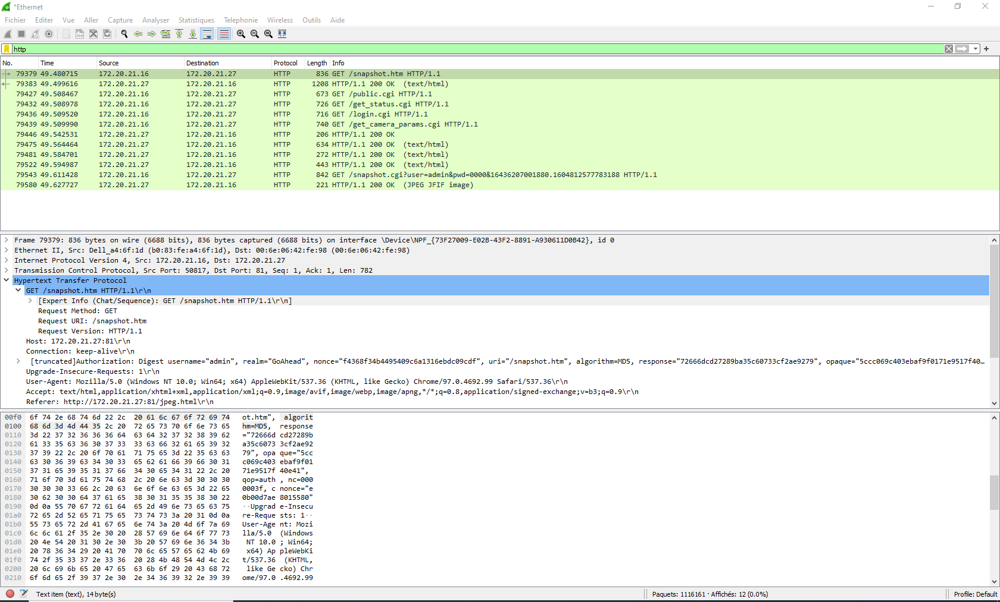 *Ethernet
Fichier Editer Vue Aller Capture Analyser Statistiques Telephonie Wireless Outils Aide
http
No. Time Source Destination Protocol Length Info
79379 49.480715 172.20.21.16 172.20.21.27 HTTP 836 GET /snapshot.htm HTTP/1.1
79383 49.499616 172.20.21.27 172.20.21.16 HTTP 1208 HTTP/1.1 200 OK (text/html)
79427 49.508467 172.20.21.16 172.20.21.27 HTTP 673 GET /public.cgi HTTP/1.1
79432 49.508978 172.20.21.16 172.20.21.27 HTTP 726 GET /get_status.cgi HTTP/1.1
79436 49.509520 172.20.21.16 172.20.21.27 HTTP 716 GET /login.cgi HTTP/1.1
79439 49.509990 172.20.21.16 172.20.21.27 HTTP 740 GET /get_camera_params.cgi HTTP/1.1
79446 49.542531 172.20.21.27 172.20.21.16 HTTP 206 HTTP/1.1 200 OK
79475 49.564464 172.20.21.27 172.20.21.16 HTTP 634 HTTP/1.1 200 OK (text/html)
79481 49.584701 172.20.21.27 172.20.21.16 HTTP 272 HTTP/1.1 200 OK (text/html)
79522 49.594987 172.20.21.27 172.20.21.16 HTTP 443 HTTP/1.1 200 OK (text/html)
79543 49.611428 172.20.21.16 172.20.21.27 HTTP 842 GET /snapshot.cgi?user=admin&pwd=0000&16436207001880.1604812577783188 HTTP/1.1
79580 49.627727 172.20.21.27 172.20.21.16 HTTP 221 HTTP/1.1 200 OK (JPEG JFIF image)
Frame 79379: 836 bytes on wire (6688 bits), 836 bytes captured (6688 bits) on interface \Device\NPF_{73F27009-E02B-43F2-8891-A930611D0B42}, id 0
Ethernet II, Src: Dell_a4:6f:1d (b0:83:fe:a4:6f:1d), Dst: 00:6e:06:42:fe:98 (00:6e:06:42:fe:98)
Internet Protocol Version 4, Src: 172.20.21.16, Dst: 172.20.21.27
Transmission Control Protocol, Src Port: 50817, Dst Port: 81, Seq: 1, Ack: 1, Len: 782
Hypertext Transfer Protocol
GET /snapshot.htm HTTP/1.1\r\n
[Expert Info (Chat/Sequence): GET /snapshot.htm HTTP/1.1\r\n]
Request Method: GET
Request URI: /snapshot.htm
Request Version: HTTP/1.1
Host: 172.20.21.27:81\r\n
Connection: keep-alive\r\n
[truncated]Authorization: Digest username="admin", realm="GoAhead", nonce="f4368f34b4495409c6a1316ebdc09cdf", uri="/snapshot.htm", algorithm=MD5, response="72666dcd27289ba35c60733cf2ae9279", opaque="5ccc069c403ebaf9f0171e9517f40...
Upgrade-Insecure-Requests: 1\r\n
User-Agent: Mozilla/5.0 (Windows NT 10.0; Win64; x64) AppleWebKit/537.36 (KHTML, like Gecko) Chrome/97.0.4692.99 Safari/537.36\r\n
Accept: text/html,application/xhtml+xml,application/xml;q=0.9,image/avif,image/webp,image/apng,*/*;q=0.8,application/signed-exchange;v=b3;q=0.9\r\n
Referer: http://172.20.21.27:81/jpeg.html\r\n
00f0 6f 74 2e 68 74 6d 22 2c 20 61 6c 67 6f 72 69 74 ot.htm", algorit
0100 68 6d 3d 4d 44 35 2c 20 72 65 73 70 6f 6e 73 65 hm=MD5, response
0110 3d 22 37 32 36 36 36 64 63 64 32 37 32 38 39 62 ="72666d cd27289b
0120 61 33 35 63 36 30 37 33 33 63 66 32 61 65 39 32 a35c6073 3cf2ae92
0130 37 39 22 2c 20 6f 70 61 71 75 65 3d 22 35 63 63 79", opa que="5cc
0140 63 30 36 39 63 34 30 33 65 62 61 66 39 66 30 31 c069c403 ebaf9f01
0150 37 31 65 39 35 31 37 66 34 30 65 34 31 22 2c 20 71e9517f 40e41",
0160 71 6f 70 3d 61 75 74 68 2c 20 6e 63 3d 30 30 30 qop=auth , nc=000
0170 30 30 30 33 66 2c 20 63 6e 6f 6e 63 65 3d 22 65 0003f, c nonce="e
0180 30 62 30 30 64 37 61 65 38 30 31 35 35 38 30 22 0b00d7ae 8015580"
0190 0d 0a 55 70 67 72 61 64 65 2d 49 6e 73 65 63 75 ··Upgrad e-Insecu
01a0 72 65 2d 52 65 71 75 65 73 74 73 3a 20 31 0d 0a re-Reque sts: 1··
01b0 55 73 65 72 2d 41 67 65 6e 74 3a 20 4d 6f 7a 69 User-Age nt: Mozi
01c0 6c 6c 61 2f 35 2e 30 20 28 57 69 6e 64 6f 77 73 lla/5.0 (Windows
01d0 20 4e 54 20 31 30 2e 30 3b 20 57 69 6e 36 34 3b NT 10.0 ; Win64;
01e0 20 78 36 34 29 20 41 70 70 6c 65 57 65 62 4b 69 x64) Ap pleWebKi
01f0 74 2f 35 33 37 2e 33 36 20 28 4b 48 54 4d 4c 2c t/537.36 (KHTML,
0200 20 6c 69 6b 65 20 47 65 63 6b 6f 29 20 43 68 72 like Ge cko) Chr
0210 6f 6d 65 2f 39 37 2e 30 2e 34 36 39 32 2e 39 39 ome/97.0 .4692.99
Text item (text), 14 byte(s) Paquets: 1116161 · Affichés: 12 (0.0%) Profile: Default